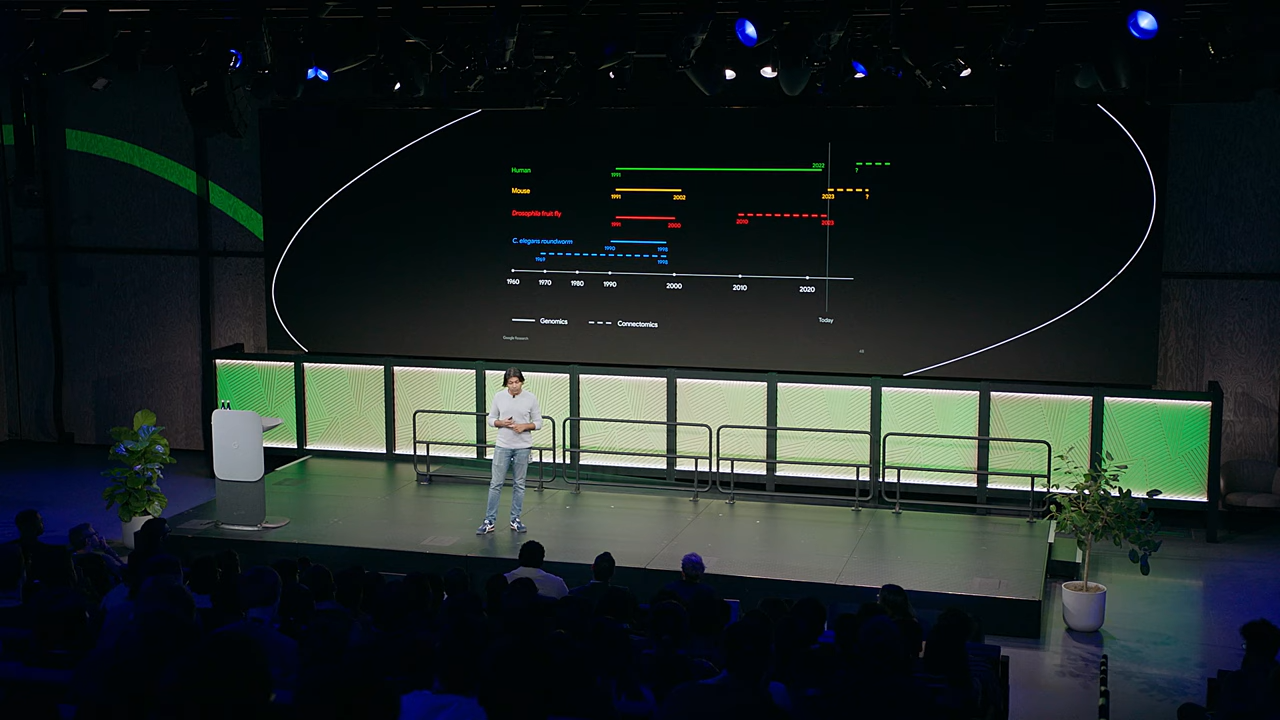 2022
Human
1991
?
Mouse
1991
2002
2023
?
Drosophila fruit fly
1991
2000
2010
2023
C. elegans roundworm
1990
1998
1969
1998
1960
1970
1980
1990
2000
2010
2020
Today
Genomics
Connectomics
Google Research
48